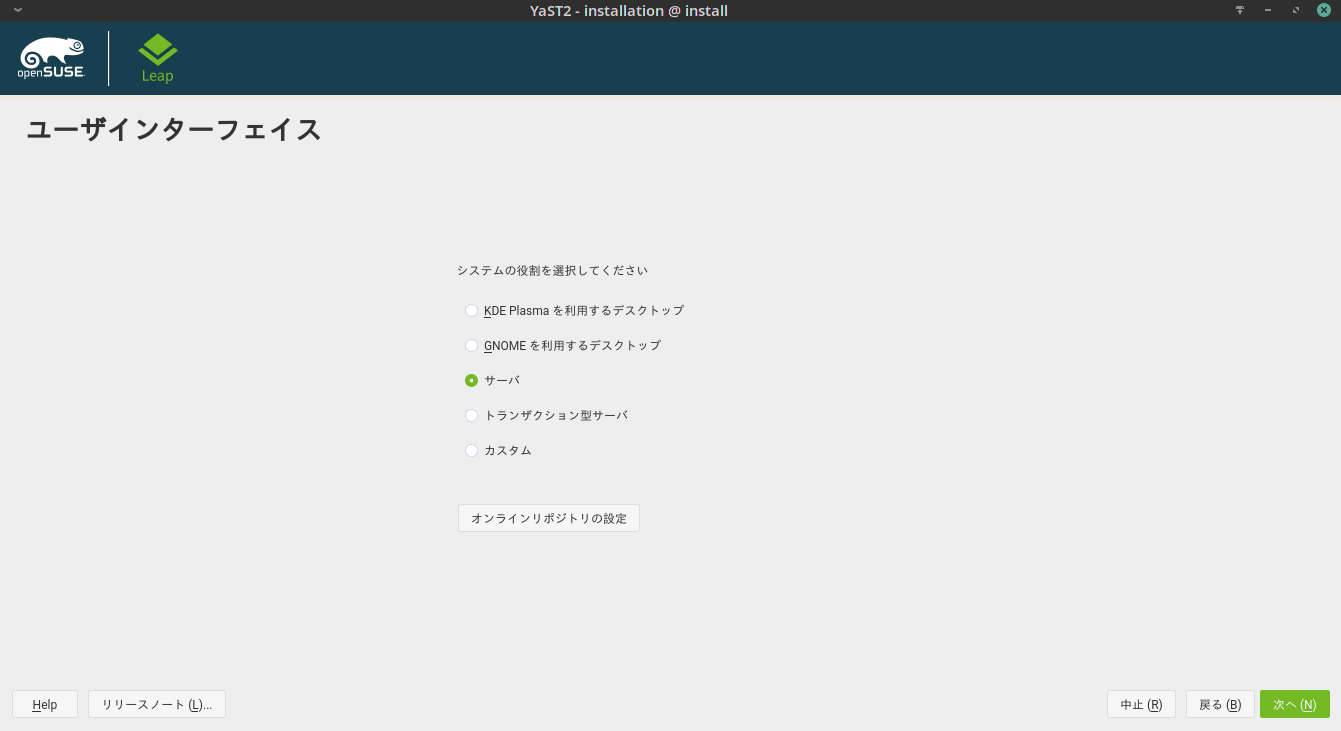 YaST2 - installation @ install
openSUSE
Leap
ユーザインターフェイス
システムの役割を選択してください
KDE Plasma を利用するデスクトップ
GNOME を利用するデスクトップ
サーバ
トランザクション型サーバ
カスタム
オンラインリポジトリの設定
Help
リリースノート (L)...
中止 (R)
戻る (B)
次へ (N)